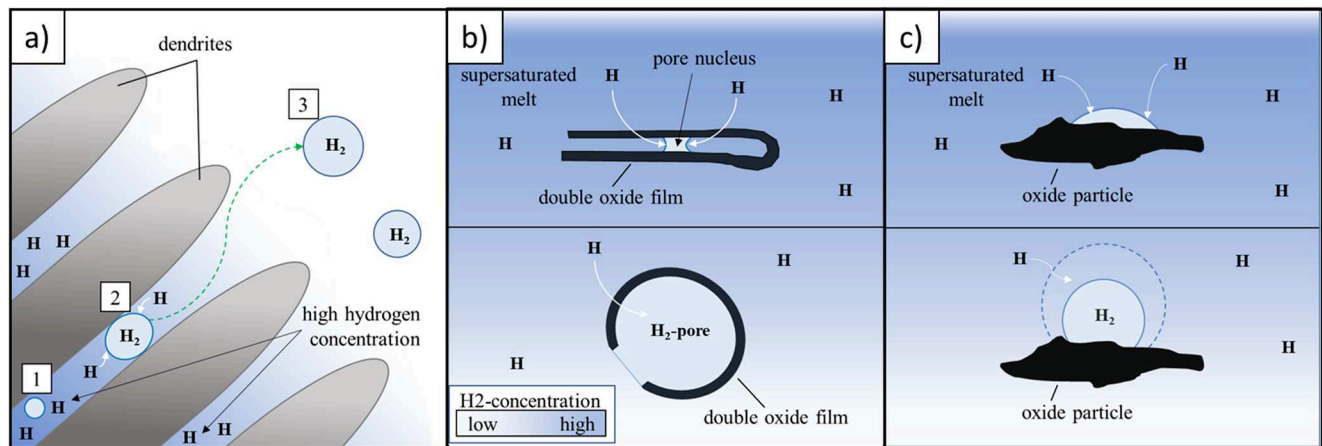 a)
dendrites
3
H₂
H₂
H H
H
2
H
H₂
H
high hydrogen
concentration
1
H
H
H H
b)
supersaturated
melt
H
pore nucleus
H
H
H
H
double oxide film
H
H
H₂-pore
H
H2-concentration
low high
double oxide film
c)
supersaturated
melt
H
H
H
H
H
oxide particle
H
H
H₂
H
oxide particle